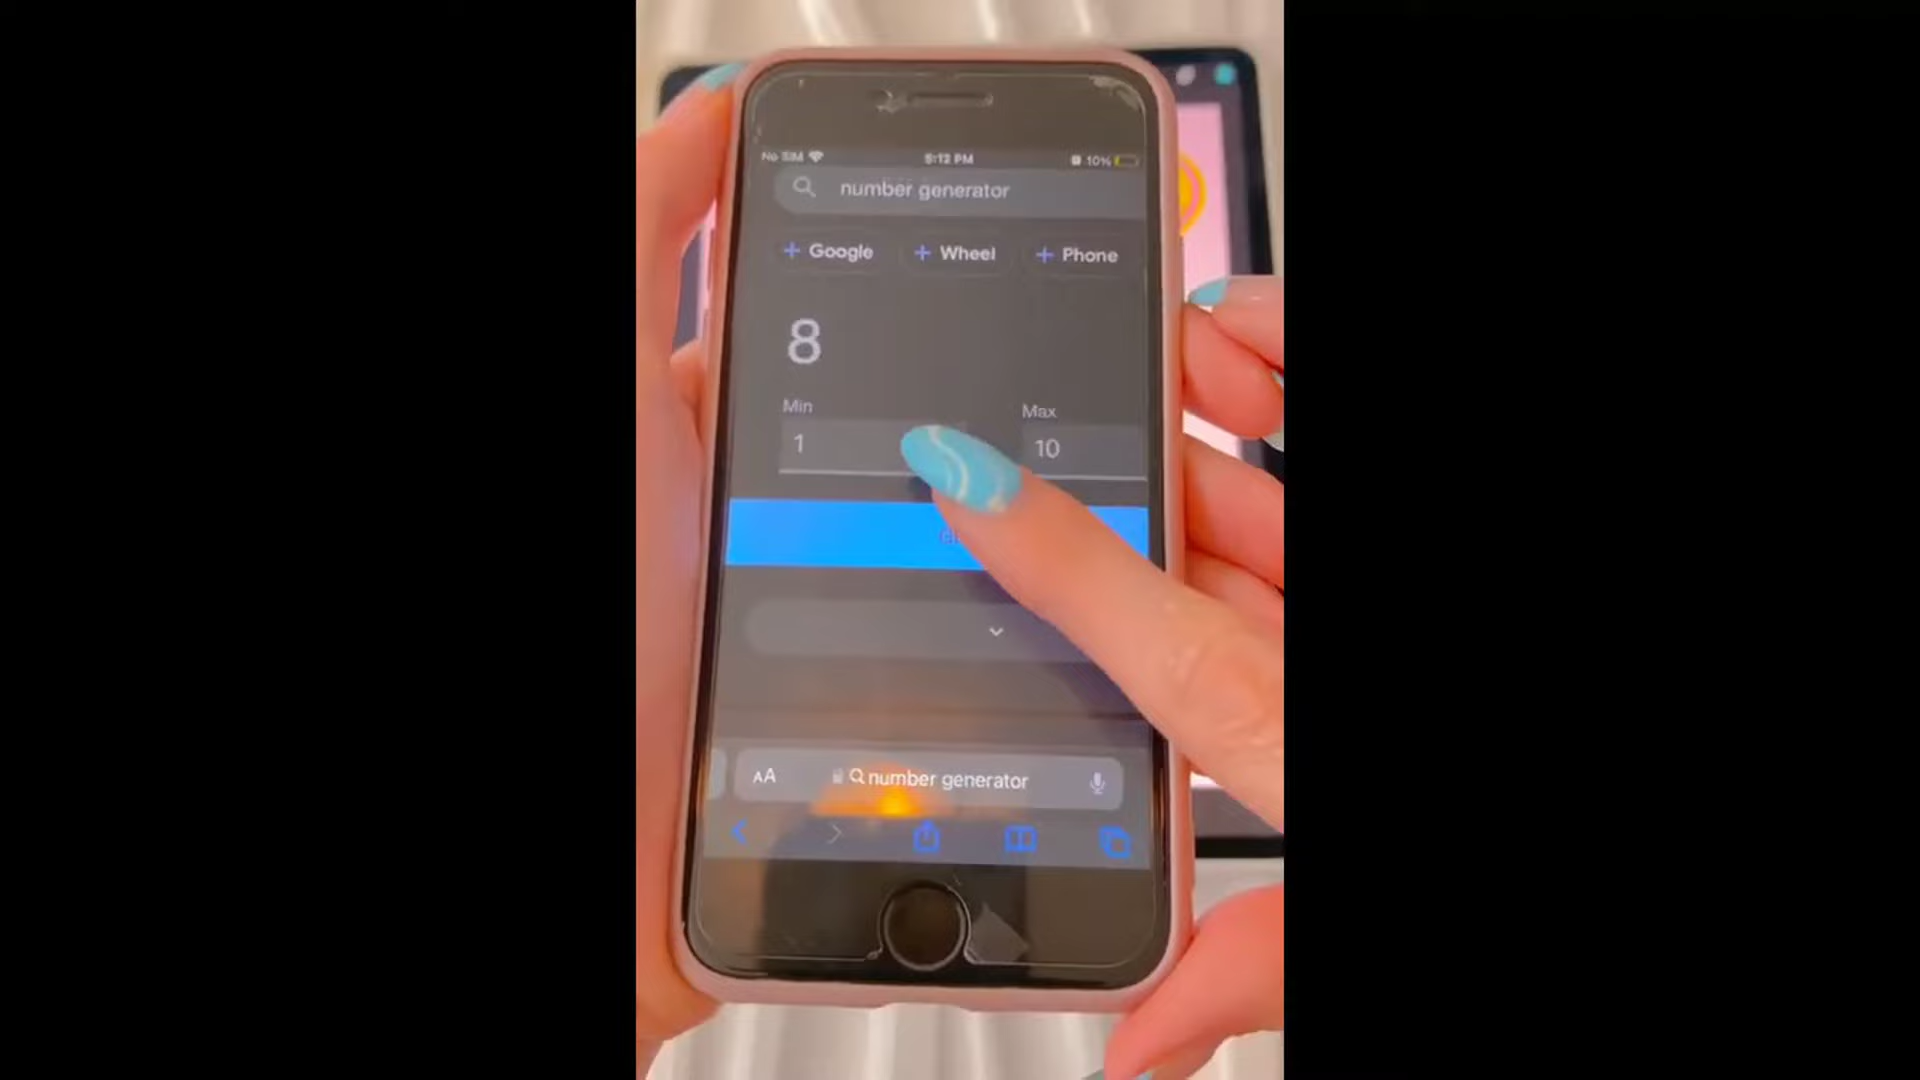 No SIM 5:12 PM 10%
number generator
+ Google + Wheel + Phone
8
Min Max
1 10
AA number generator